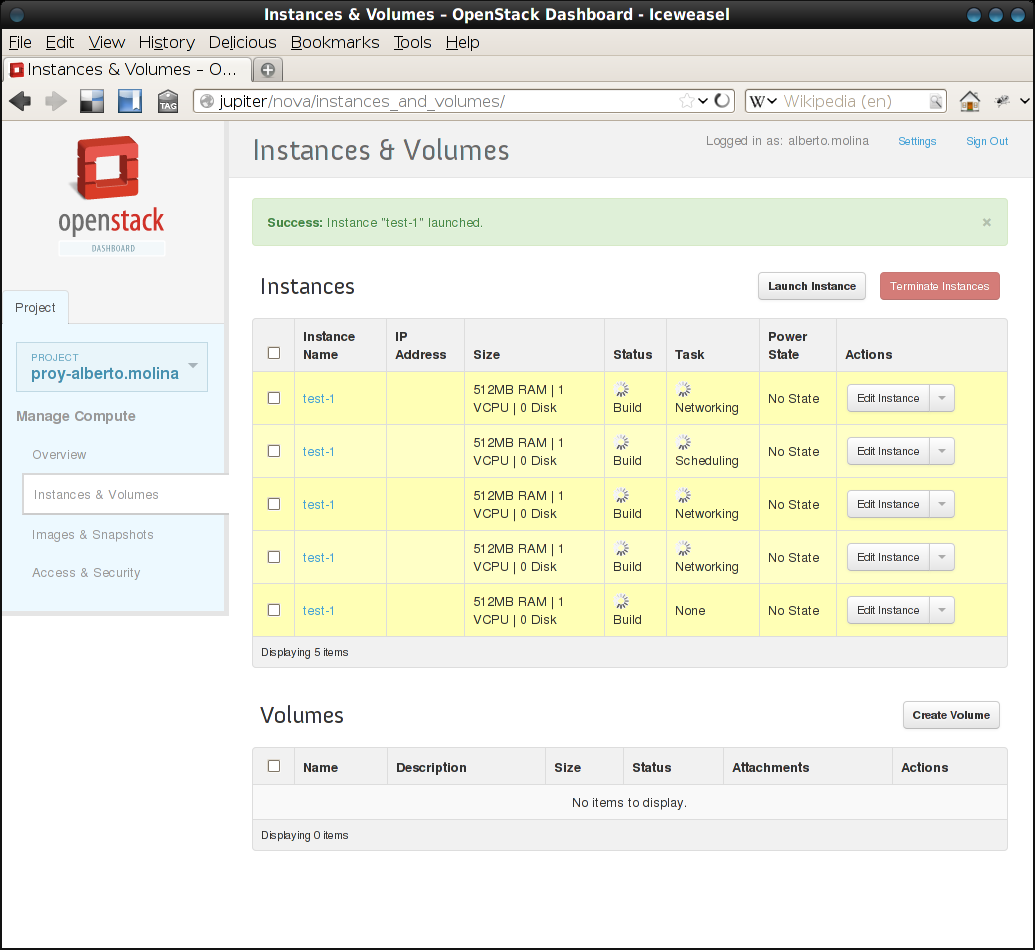 Instances & Volumes - OpenStack Dashboard - Iceweasel
File Edit View History Delicious Bookmarks Tools Help
Instances & Volumes - O...
TAG jupiter/nova/instances_and_volumes/ W Wikipedia (en)
openstack
DASHBOARD
Project
PROJECT
proy-alberto.molina
Manage Compute
Overview
Instances & Volumes
Images & Snapshots
Access & Security
Instances & Volumes
Logged in as: alberto.molina Settings Sign Out
Success: Instance "test-1" launched. ×
Instances Launch Instance Terminate Instances
Instance Name IP Address Size Status Task Power State Actions
test-1 512MB RAM | 1 VCPU | 0 Disk Build Networking No State Edit Instance
test-1 512MB RAM | 1 VCPU | 0 Disk Build Scheduling No State Edit Instance
test-1 512MB RAM | 1 VCPU | 0 Disk Build Networking No State Edit Instance
test-1 512MB RAM | 1 VCPU | 0 Disk Build Networking No State Edit Instance
test-1 512MB RAM | 1 VCPU | 0 Disk Build None No State Edit Instance
Displaying 5 items
Volumes Create Volume
Name Description Size Status Attachments Actions
No items to display.
Displaying 0 items